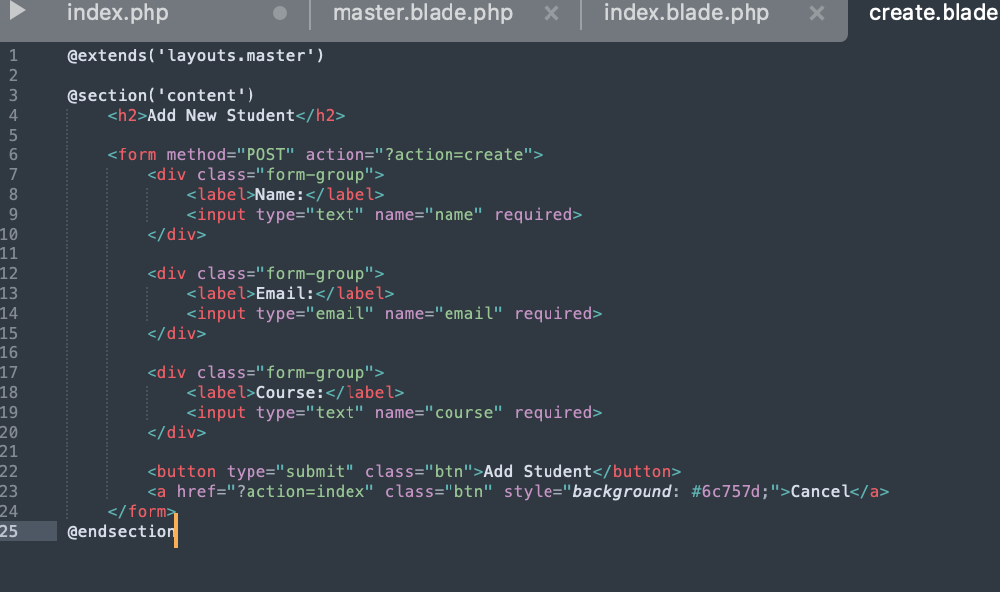 index.php master.blade.php index.blade.php create.blade
1 @extends('layouts.master')
2
3 @section('content')
4     <h2>Add New Student</h2>
5
6     <form method="POST" action="?action=create">
7         <div class="form-group">
8             <label>Name:</label>
9             <input type="text" name="name" required>
10         </div>
11
12         <div class="form-group">
13             <label>Email:</label>
14             <input type="email" name="email" required>
15         </div>
16
17         <div class="form-group">
18             <label>Course:</label>
19             <input type="text" name="course" required>
20         </div>
21
22         <button type="submit" class="btn">Add Student</button>
23         <a href="?action=index" class="btn" style="background: #6c757d;">Cancel</a>
24     </form>
25 @endsection